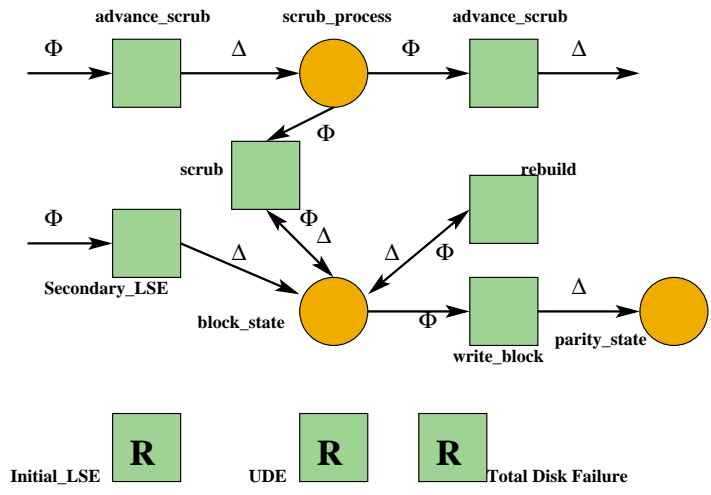 advance_scrub scrub_process advance_scrub
Φ Δ Φ Δ
Φ
scrub rebuild
Φ Φ
Δ Δ Δ Φ
Secondary_LSE Δ
block_state Φ parity_state
write_block
R R R
Initial_LSE UDE Total Disk Failure